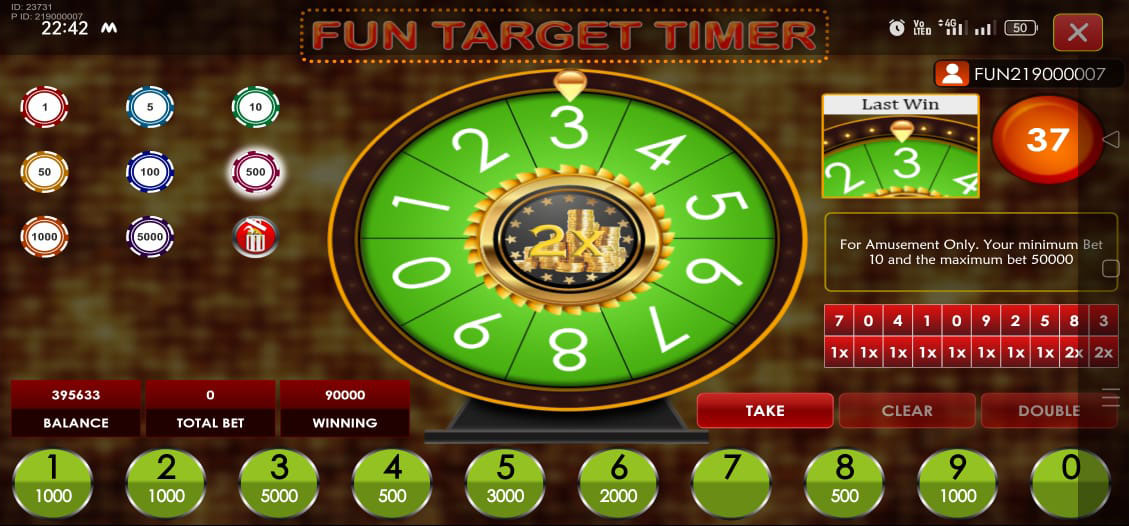 ID: 23731
P ID: 219000007
22:42
FUN TARGET TIMER
Vo LTED 4G 50
FUN219000007
1 5 10
50 100 500
1000 5000
Last Win
2 3 4
37
0 1 2 3 4 5 6 7 8 9
2X
For Amusement Only. Your minimum Bet
10 and the maximum bet 50000
7 0 4 1 0 9 2 5 8 3
1x 1x 1x 1x 1x 1x 1x 1x 2x 2x
395633 0 90000
BALANCE TOTAL BET WINNING
TAKE CLEAR DOUBLE
1 2 3 4 5 6 7 8 9 0
1000 1000 5000 500 3000 2000 500 1000